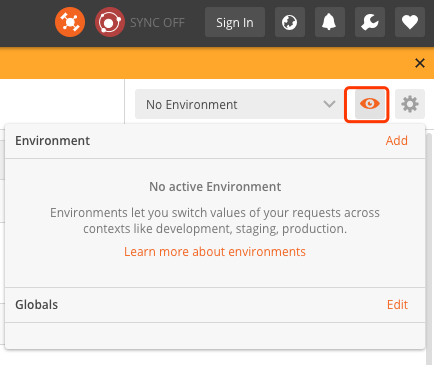 SYNC OFF Sign In
No Environment
Environment Add
No active Environment
Environments let you switch values of your requests across
contexts like development, staging, production.
Learn more about environments
Globals Edit